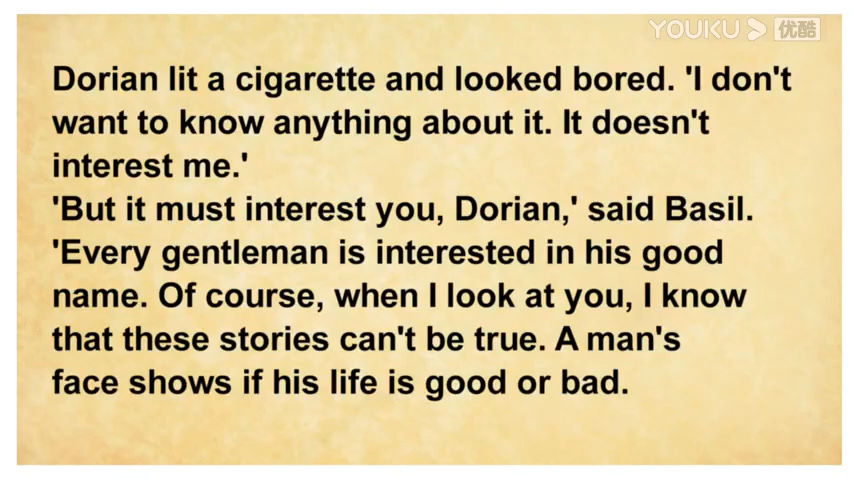 YOUKU 优酷
Dorian lit a cigarette and looked bored. 'I don't
want to know anything about it. It doesn't
interest me.'
'But it must interest you, Dorian,' said Basil.
'Every gentleman is interested in his good
name. Of course, when I look at you, I know
that these stories can't be true. A man's
face shows if his life is good or bad.